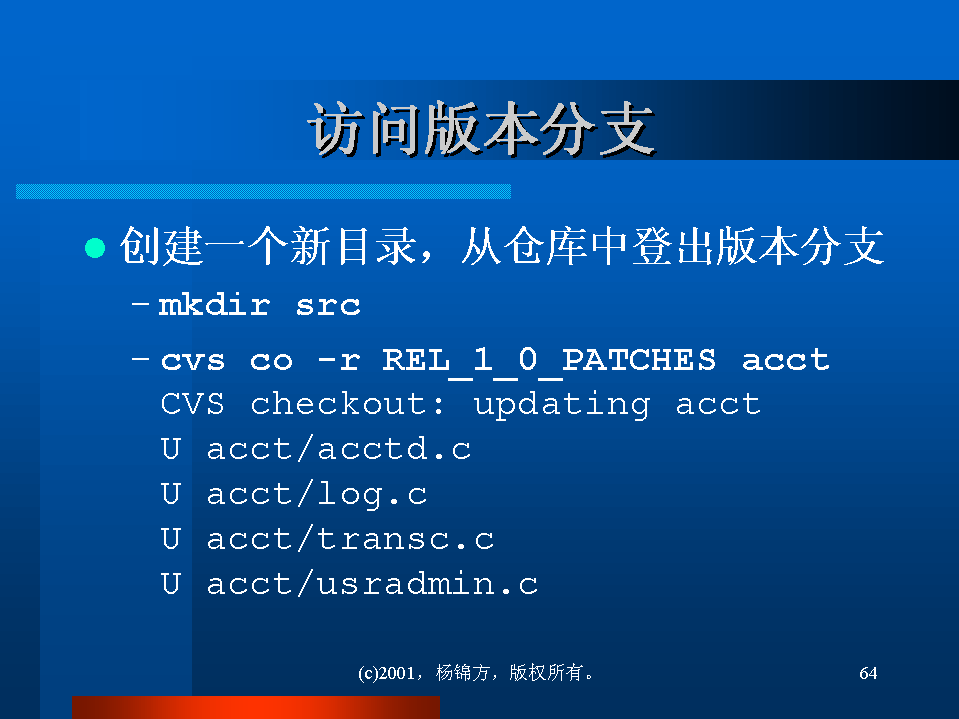 访问版本分支
创建一个新目录，从仓库中登出版本分支
–mkdir src
–cvs co -r REL_1_0_PATCHES acct
CVS checkout: updating acct
U acct/acctd.c
U acct/log.c
U acct/transc.c
U acct/usradmin.c
(c)2001，杨锦方，版权所有。
64